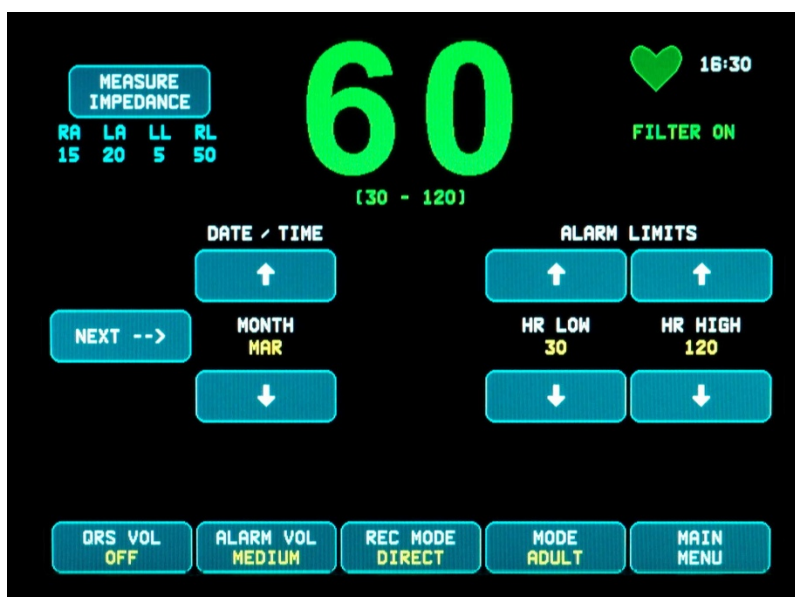 60
16:30
MEASURE
IMPEDANCE
RA LA LL RL
15 20 5 50
FILTER ON
(30 - 120)
DATE / TIME
ALARM LIMITS
NEXT -->
MONTH
MAR
HR LOW
30
HR HIGH
120
QRS VOL
OFF
ALARM VOL
MEDIUM
REC MODE
DIRECT
MODE
ADULT
MAIN
MENU